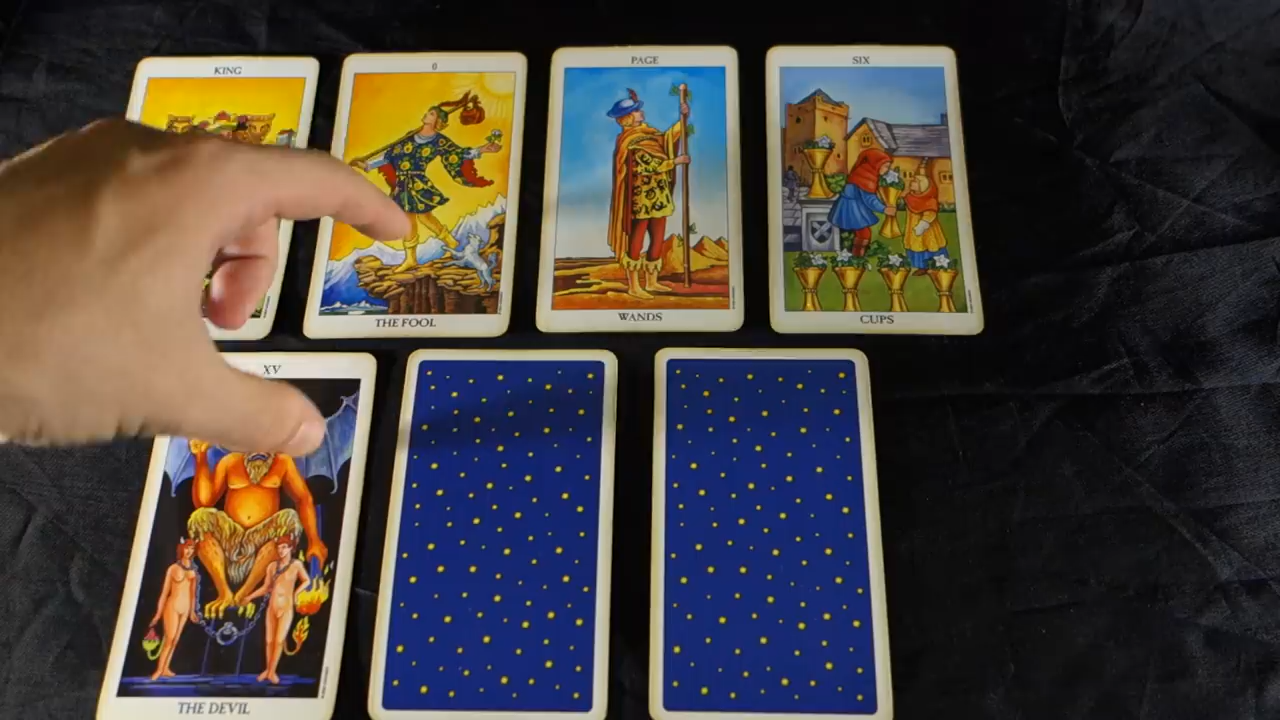 KING
0
THE FOOL
PAGE
WANDS
SIX
CUPS
XV
THE DEVIL